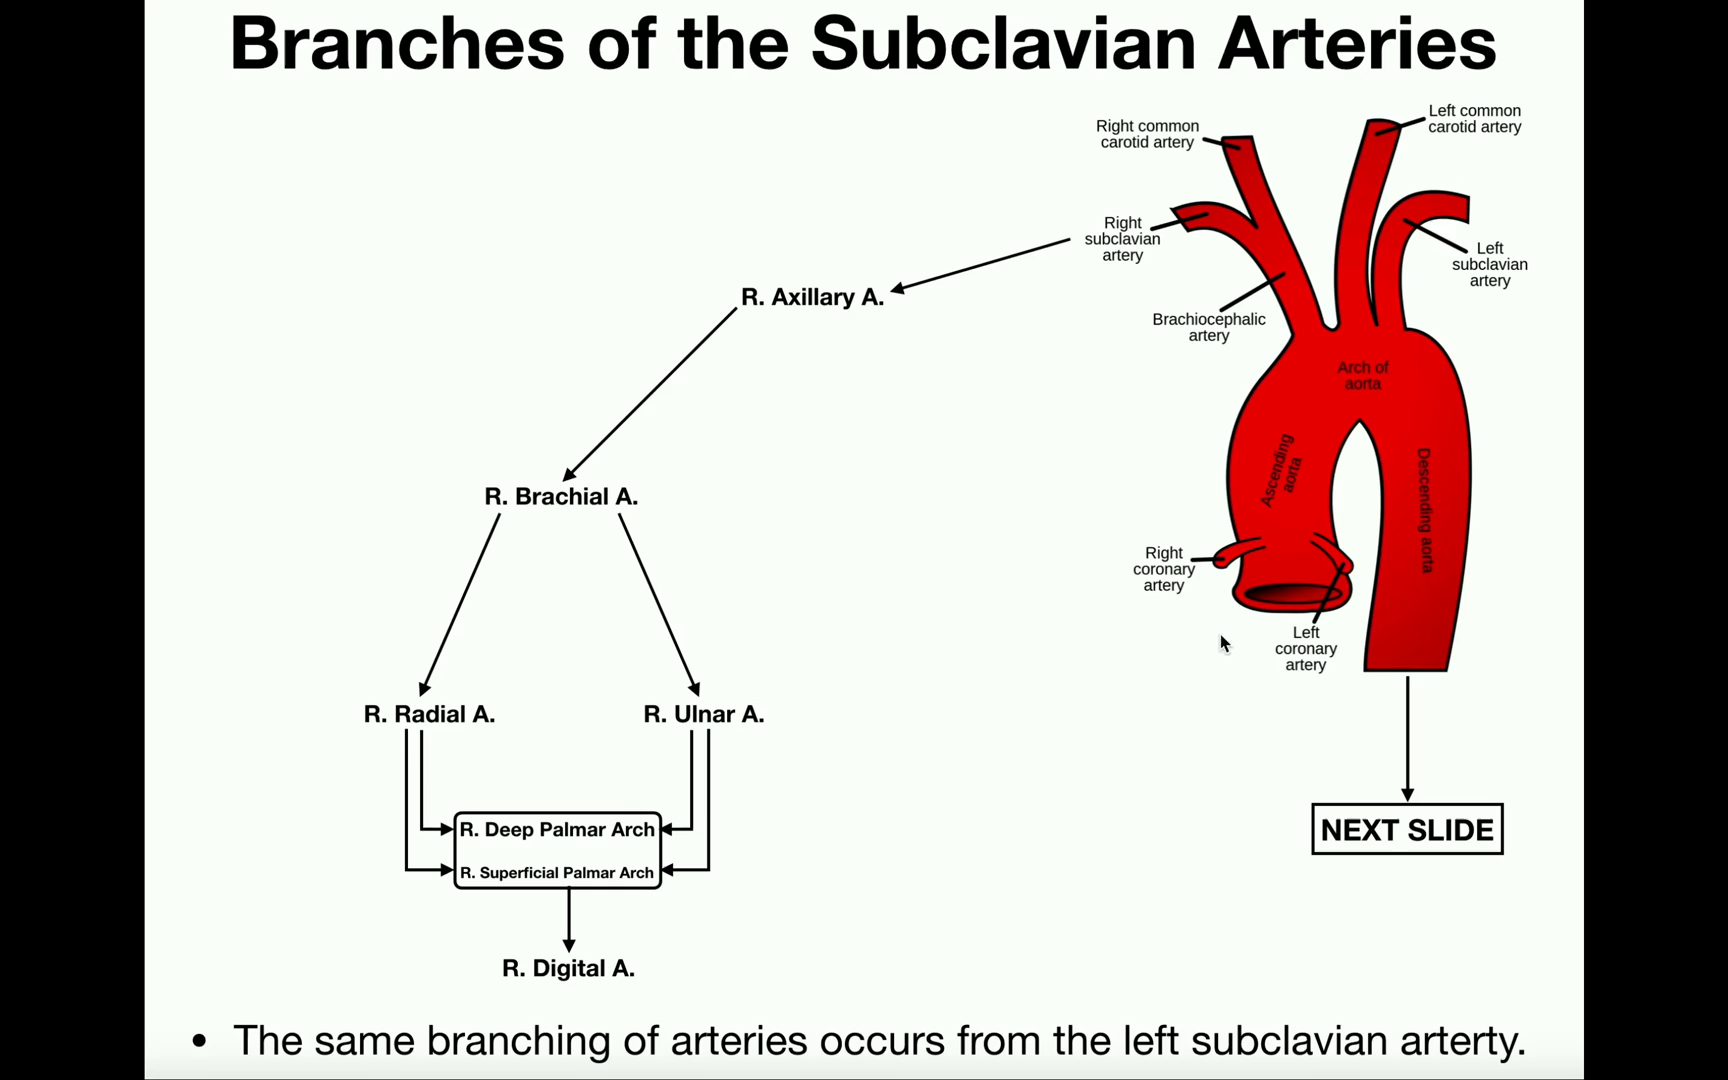 Branches of the Subclavian Arteries
Left common
carotid artery
Right common
carotid artery
Right
subclavian
artery
Left
subclavian
artery
R. Axillary A.
Brachiocephalic
artery
Arch of
aorta
Ascending
aorta
Descending aorta
R. Brachial A.
Right
coronary
artery
Left
coronary
artery
R. Radial A.
R. Ulnar A.
R. Deep Palmar Arch
R. Superficial Palmar Arch
NEXT SLIDE
R. Digital A.
• The same branching of arteries occurs from the left subclavian arterty.